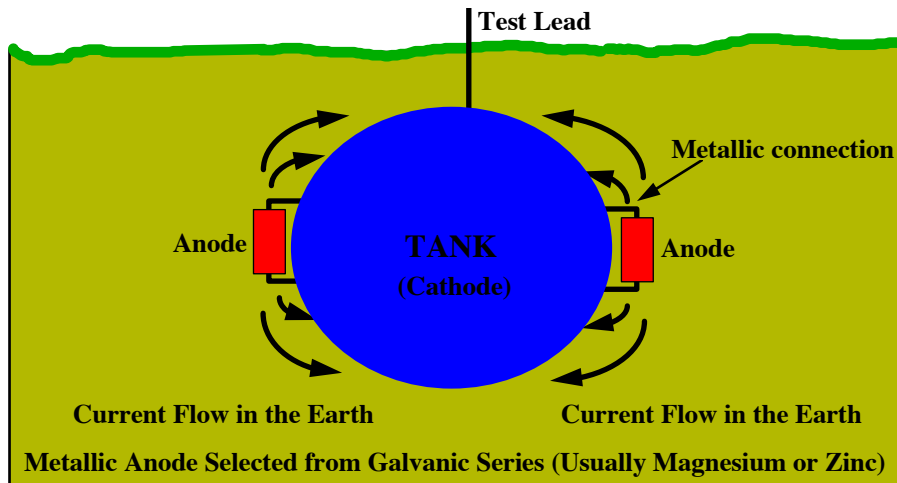 Test Lead
Metallic connection
Anode
TANK
(Cathode)
Anode
Current Flow in the Earth
Current Flow in the Earth
Metallic Anode Selected from Galvanic Series (Usually Magnesium or Zinc)